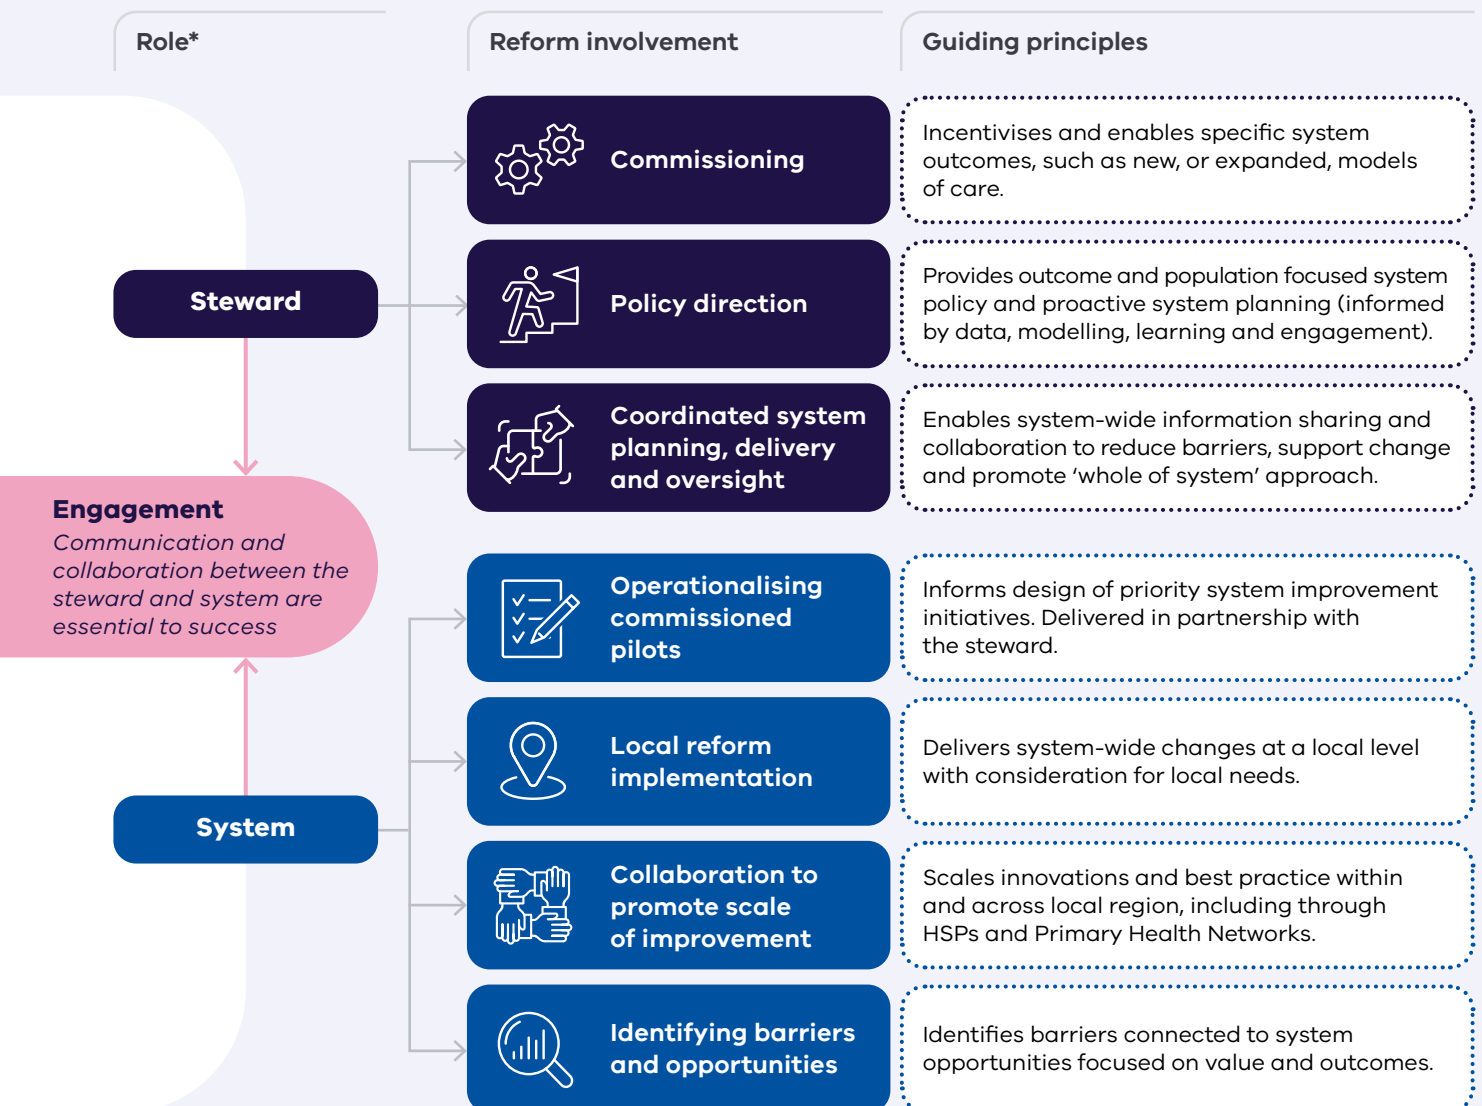 Role*
Reform involvement
Guiding principles
Steward
Commissioning
Incentivises and enables specific system
outcomes, such as new, or expanded, models
of care.
Policy direction
Provides outcome and population focused system
policy and proactive system planning (informed
by data, modelling, learning and engagement).
Coordinated system
planning, delivery
and oversight
Enables system-wide information sharing and
collaboration to reduce barriers, support change
and promote ‘whole of system’ approach.
Engagement
Communication and
collaboration between the
steward and system are
essential to success
System
Operationalising
commissioned
pilots
Informs design of priority system improvement
initiatives. Delivered in partnership with
the steward.
Local reform
implementation
Delivers system-wide changes at a local level
with consideration for local needs.
Collaboration to
promote scale
of improvement
Scales innovations and best practice within
and across local region, including through
HSPs and Primary Health Networks.
Identifying barriers
and opportunities
Identifies barriers connected to system
opportunities focused on value and outcomes.